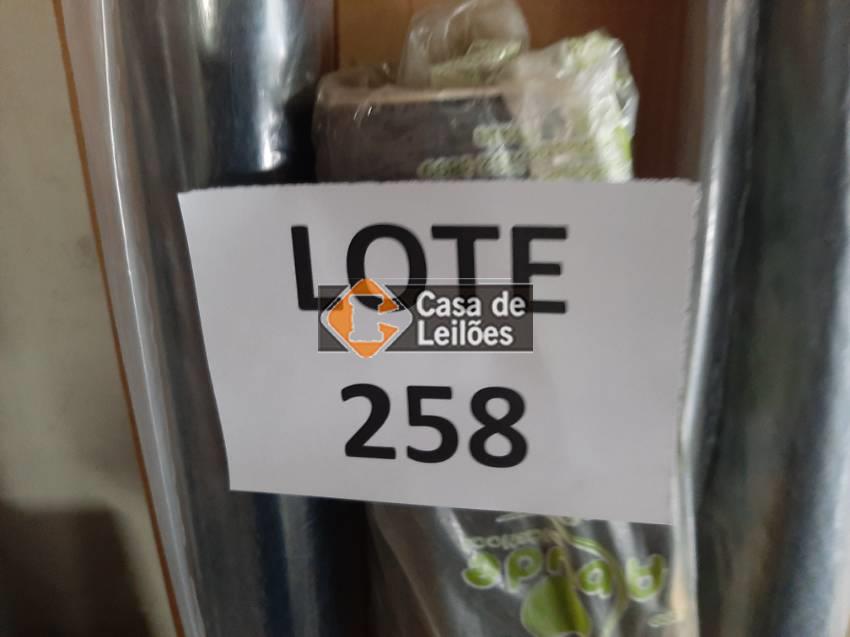 LOTE
Casa de
Leilões
258